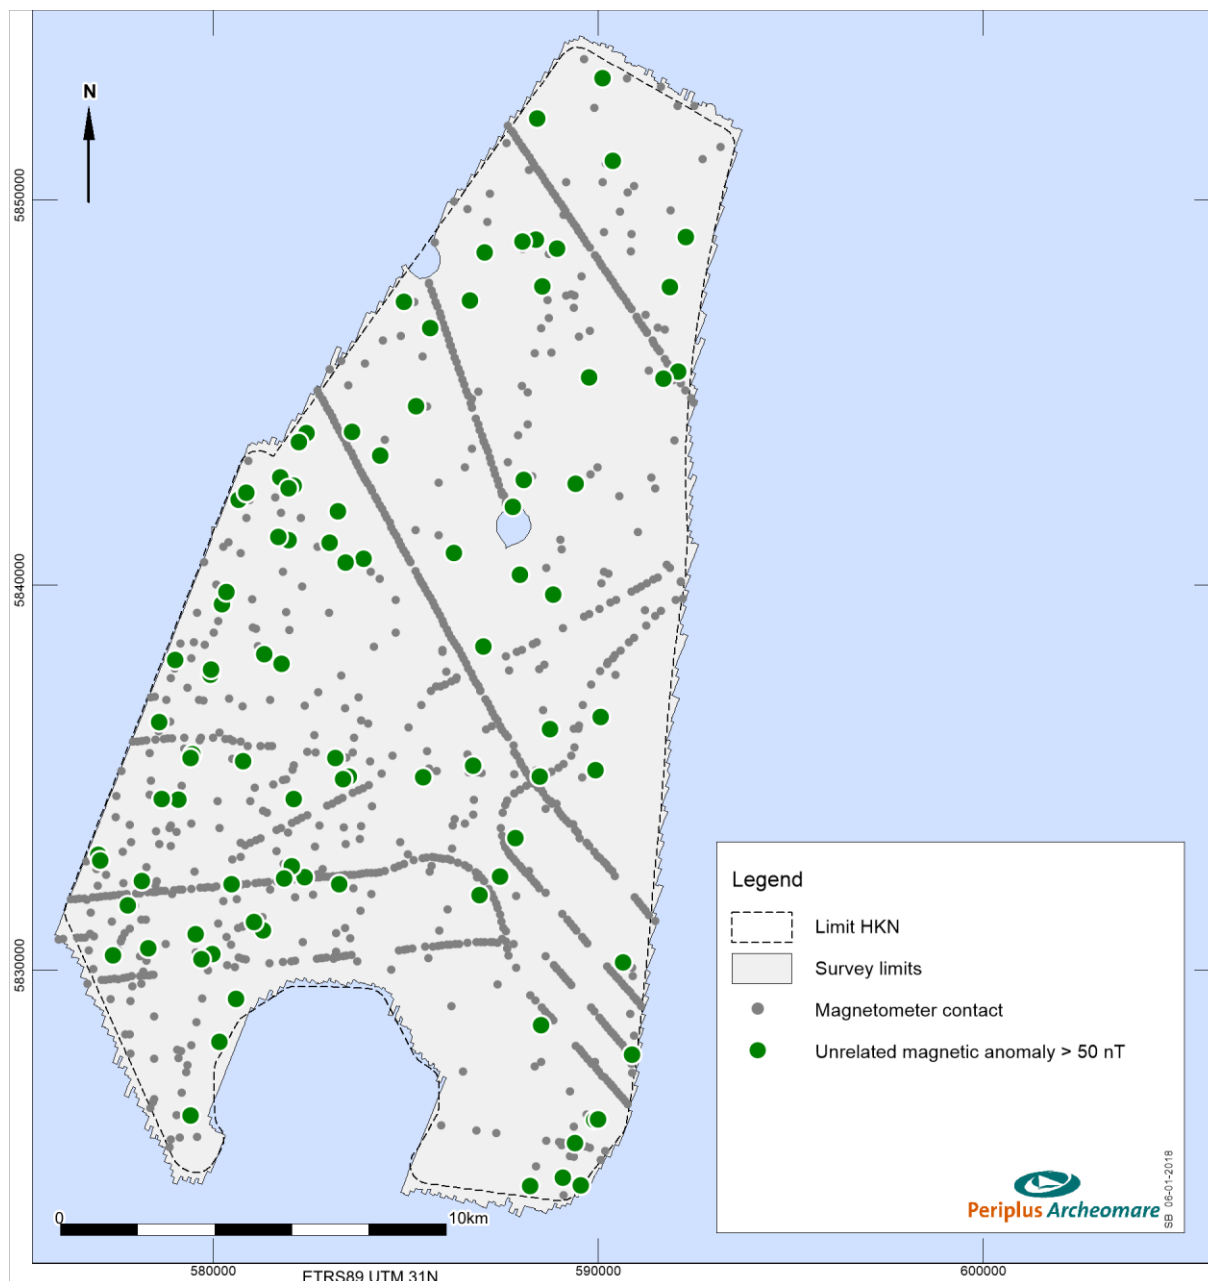 N
5850000
5840000
5830000
Legend
Limit HKN
Survey limits
Magnetometer contact
Unrelated magnetic anomaly > 50 nT
Periplus Archeomare
SB 06-01-2018
0
10km
580000
590000
600000
ETRS89 UTM 31N